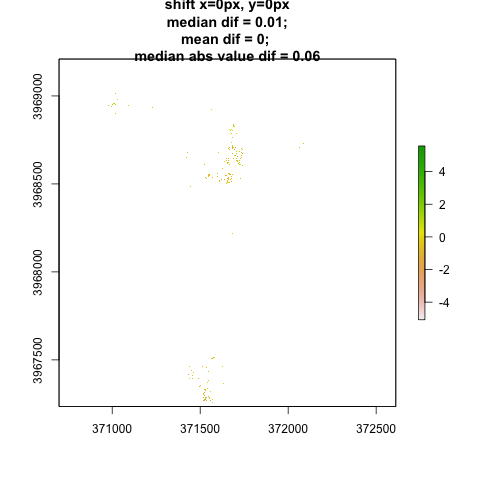 shift x=0px, y=0px
median dif = 0.01;
mean dif = 0;
median abs value dif = 0.06
3969000
3968500
3968000
3967500
371000 371500 372000 372500
4
2
0
-2
-4